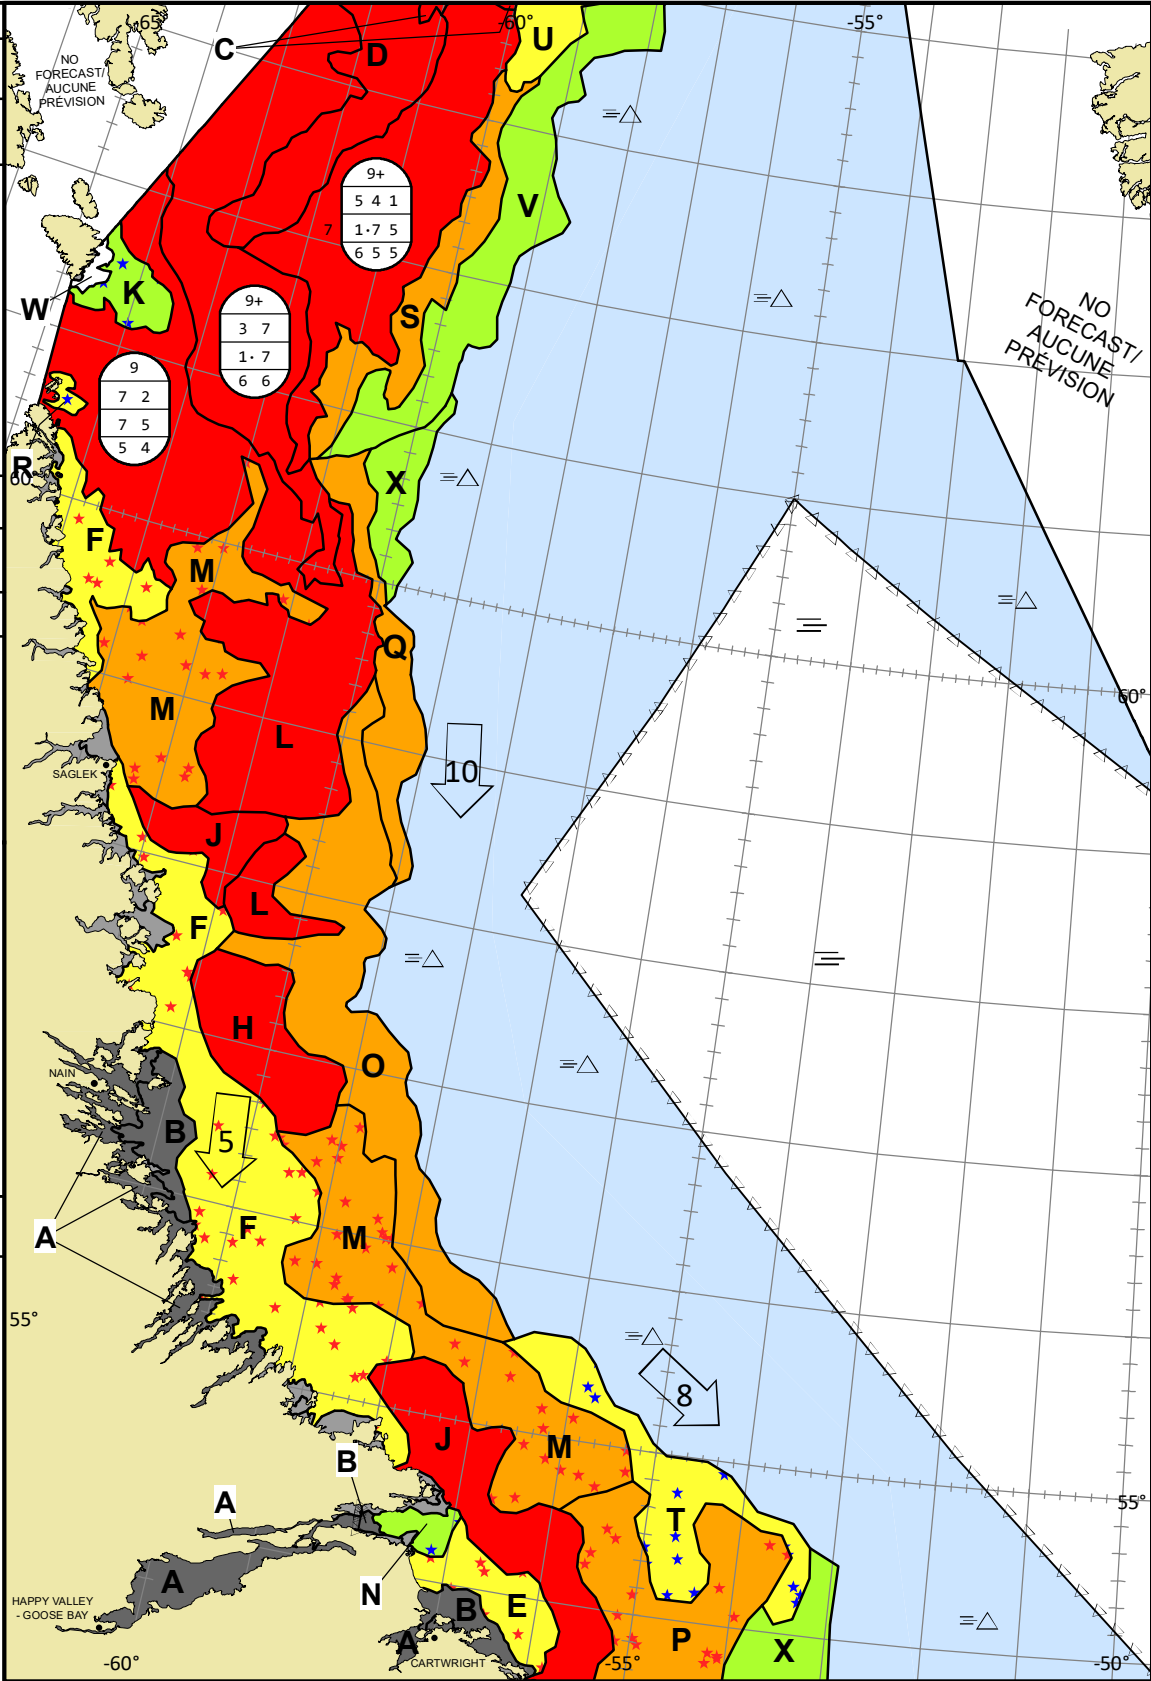 -65°
-60°
-55°
C
D
U
NO
FORECAST/
AUCUNE
PRÉVISION
9+
5 4 1
7 1·7 5
6 5 5
V
W
K
S
9+
3 7
1· 7
6 6
NO
FORECAST/
AUCUNE
PRÉVISION
9
7 2
7 5
5 4
R
60°
X
F
M
Q
60°
M
L
10
SAGLEK
J
L
F
H
O
NAIN
B
5
A
F
M
55°
8
J
M
B
A
T
55°
A
N
HAPPY VALLEY
- GOOSE BAY
B
E
A
P
X
CARTWRIGHT
-60°
-55°
-50°